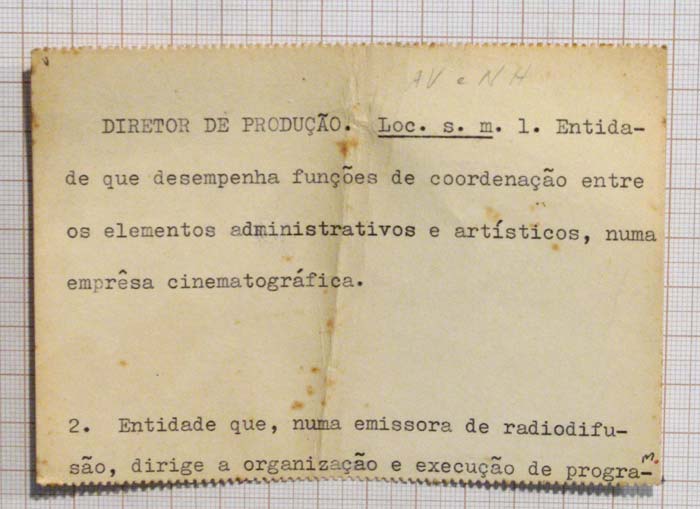 AV e NH
DIRETOR DE PRODUÇÃO. Loc. s. m. l. Entida-
de que desempenha funções de coordenação entre
os elementos administrativos e artísticos, numa
emprêsa cinematográfica.
2. Entidade que, numa emissora de radiodifu-
são, dirige a organização e execução de progra-